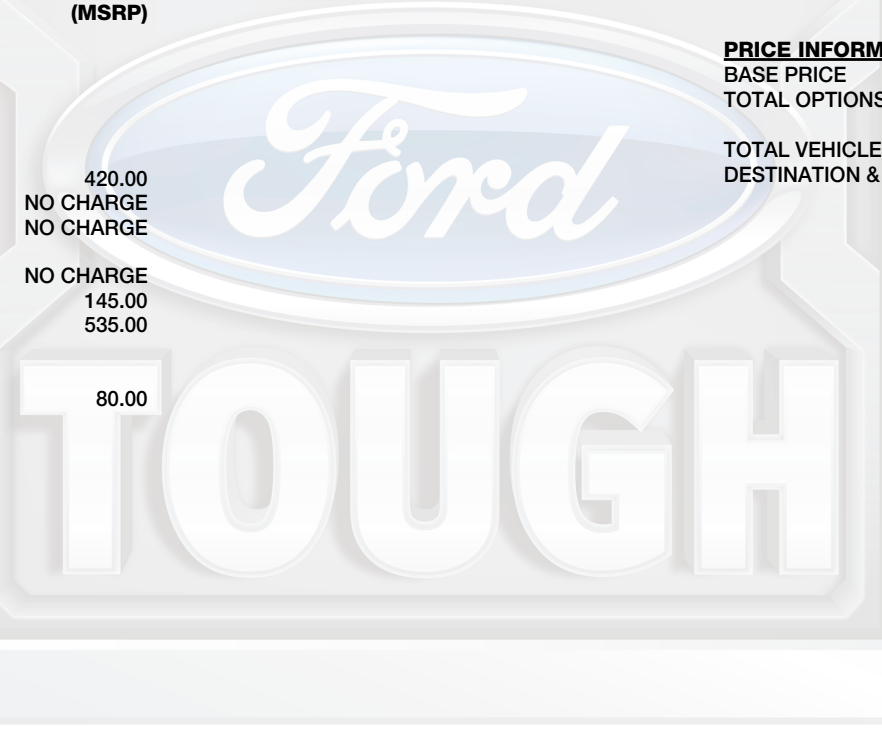 (MSRP)
420.00
NO CHARGE
NO CHARGE
NO CHARGE
145.00
535.00
80.00
PRICE INFORM
BASE PRICE
TOTAL OPTIONS
TOTAL VEHICLE
DESTINATION &
Ford
TOUGH